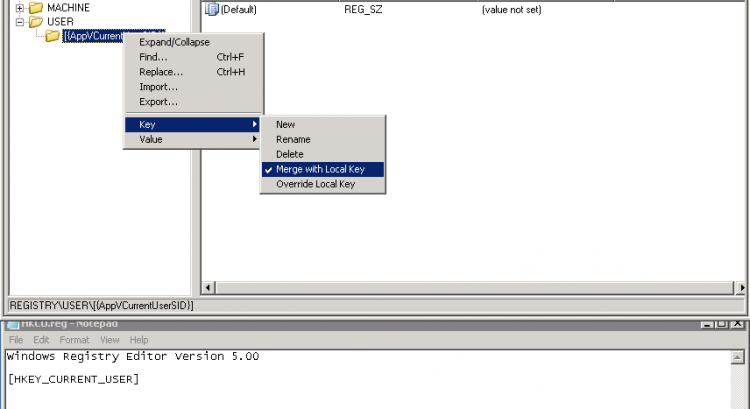 MACHINE
(Default) REG_SZ (value not set)
USER
[{AppVCurrent
Expand/Collapse
Find... Ctrl+F
Replace... Ctrl+H
Import...
Export...
Key New
Value Rename
Delete
Merge with Local Key
Override Local Key
REGISTRY\USER\[{AppVCurrentUserSID}]
HKCU.reg - Notepad
File Edit Format View Help
Windows Registry Editor Version 5.00
[HKEY_CURRENT_USER]